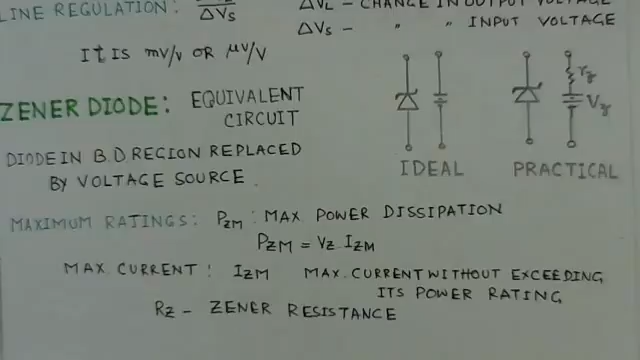 LINE REGULATION: ΔVs ΔVL - CHANGE IN OUTPUT VOLTAGE
ΔVs - " " INPUT VOLTAGE
It IS mV/V OR μV/V
ZENER DIODE: EQUIVALENT
CIRCUIT
rz
Vz
DIODE IN B.D REGION REPLACED
BY VOLTAGE SOURCE.
IDEAL PRACTICAL
MAXIMUM RATINGS: PZM: MAX POWER DISSIPATION
PZM = VZ IZM
MAX. CURRENT: IZM MAX. CURRENT WITHOUT EXCEEDING
ITS POWER RATING
RZ - ZENER RESISTANCE